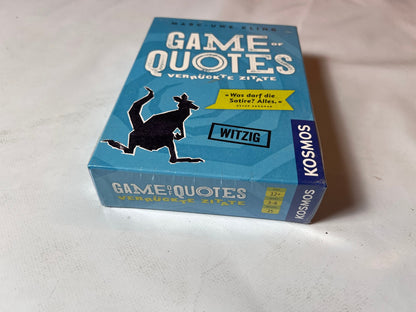 MARC-UWE KLING
GAME OF
QUOTES
VERRÜCKTE ZITATE
»Was darf die
Satire? Alles.«
WITZIG
KOSMOS
GAME OF QUOTES
VERRÜCKTE ZITATE
KOSMOS